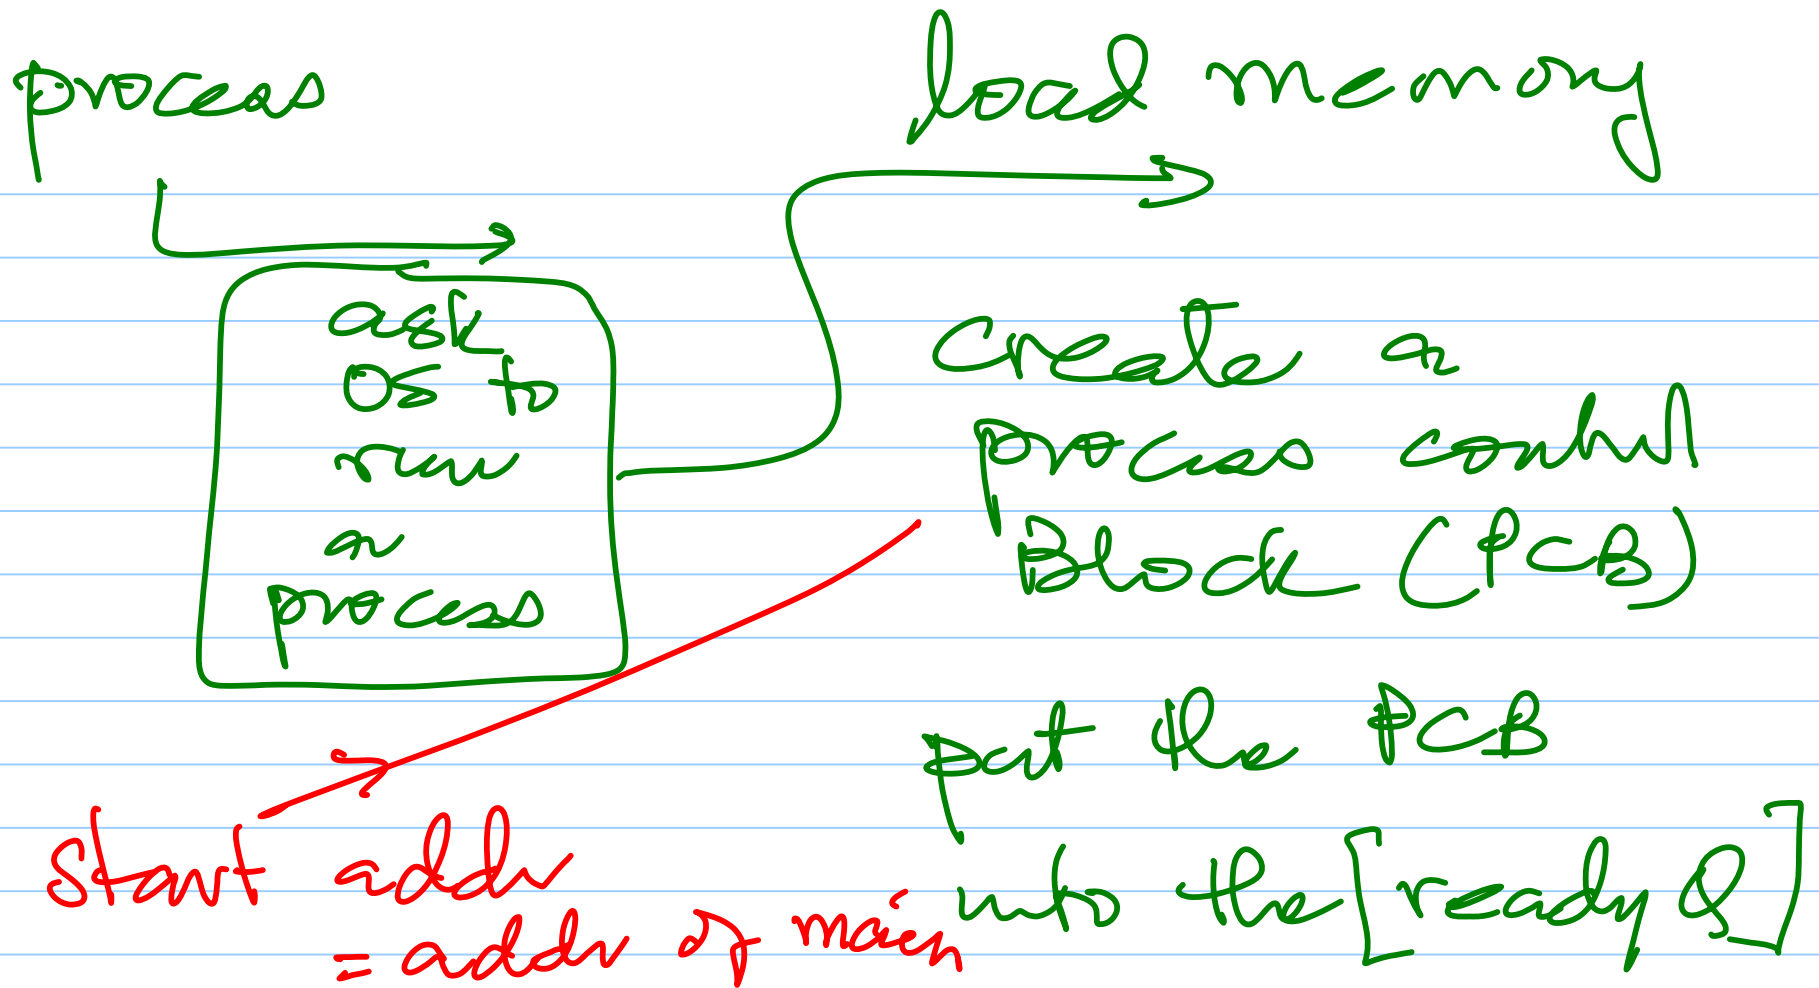 process
ask
OS to
run
a
process
load memory
create a
process control
Block (PCB)
put the PCB
into the [ready Q]
start addr
= addr of main